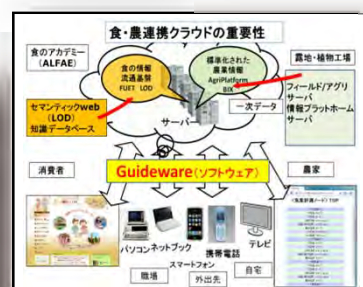 食・農連携クラウドの重要性
食のアカデミー
(ALFAE)
食の情報
流通基盤
FUET LOD
標準化された
農業情報
AgriPlatform
BIX
露地・植物工場
セマンティックweb
(LOD)
知識データベース
サーバー
一次データ
フィールド/アグリ
サーバ
情報プラットホーム
サーバ
消費者
Guideware(ソフトウェア)
農家
パソコン
ネットブック
スマートフォン
携帯電話
テレビ
職場
外出先
自宅